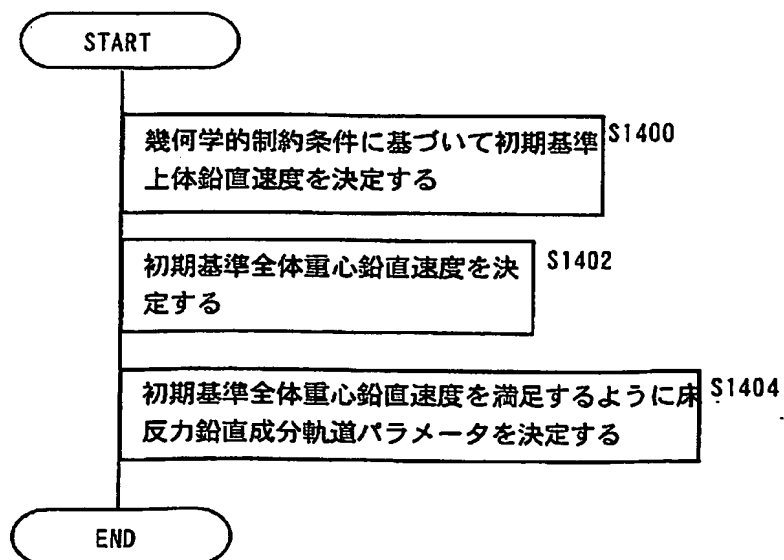 START
幾何学的制約条件に基づいて初期基準
上体鉛直速度を決定する
S1400
初期基準全体重心鉛直速度を決
定する
S1402
初期基準全体重心鉛直速度を満足するように床
反力鉛直成分軌道パラメータを決定する
S1404
END